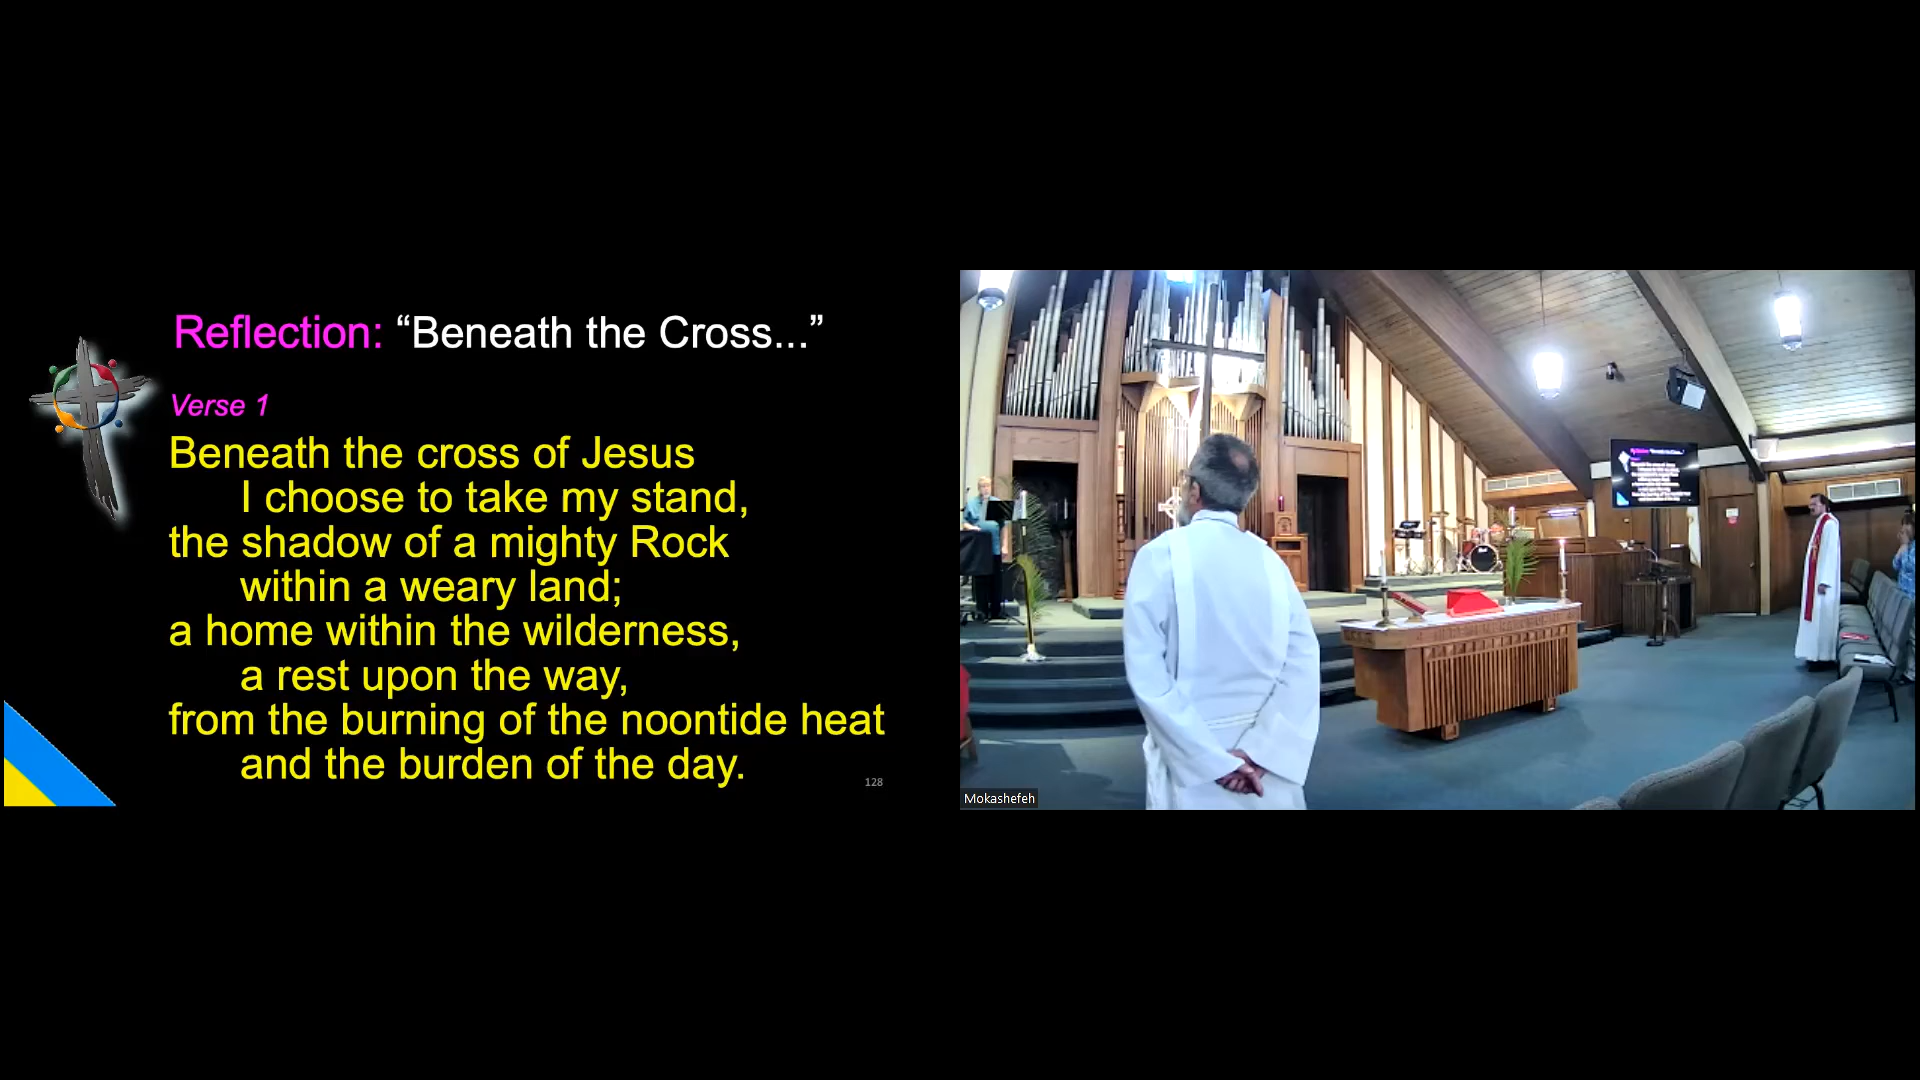 Reflection: “Beneath the Cross...”
Verse 1
Beneath the cross of Jesus
I choose to take my stand,
the shadow of a mighty Rock
within a weary land;
a home within the wilderness,
a rest upon the way,
from the burning of the noontide heat
and the burden of the day.
128
Mokashefeh